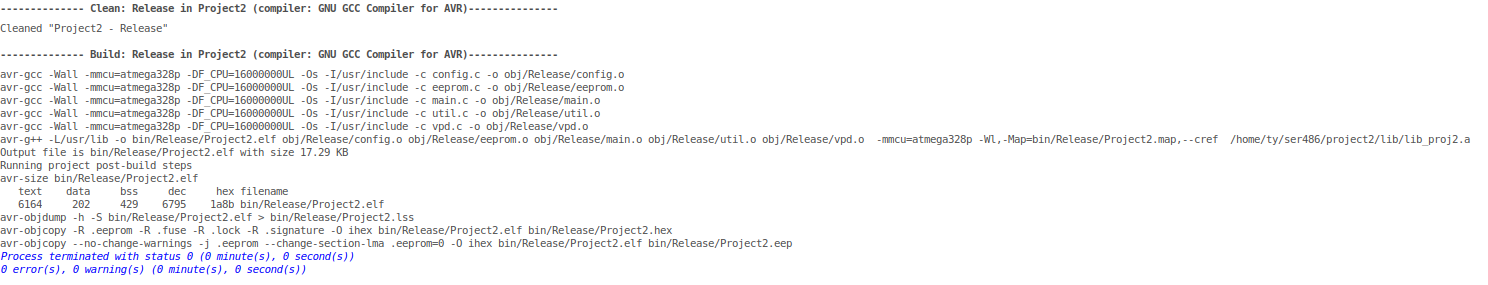 -------------- Clean: Release in Project2 (compiler: GNU GCC Compiler for AVR)---------------
Cleaned "Project2 - Release"
-------------- Build: Release in Project2 (compiler: GNU GCC Compiler for AVR)---------------
avr-gcc -Wall -mmcu=atmega328p -DF_CPU=16000000UL -Os -I/usr/include -c config.c -o obj/Release/config.o
avr-gcc -Wall -mmcu=atmega328p -DF_CPU=16000000UL -Os -I/usr/include -c eeprom.c -o obj/Release/eeprom.o
avr-gcc -Wall -mmcu=atmega328p -DF_CPU=16000000UL -Os -I/usr/include -c main.c -o obj/Release/main.o
avr-gcc -Wall -mmcu=atmega328p -DF_CPU=16000000UL -Os -I/usr/include -c util.c -o obj/Release/util.o
avr-gcc -Wall -mmcu=atmega328p -DF_CPU=16000000UL -Os -I/usr/include -c vpd.c -o obj/Release/vpd.o
avr-g++ -L/usr/lib -o bin/Release/Project2.elf obj/Release/config.o obj/Release/eeprom.o obj/Release/main.o obj/Release/util.o obj/Release/vpd.o  -mmcu=atmega328p -Wl,-Map=bin/Release/Project2.map,--cref  /home/ty/ser486/project2/lib/lib_proj2.a
Output file is bin/Release/Project2.elf with size 17.29 KB
Running project post-build steps
avr-size bin/Release/Project2.elf
   text    data     bss     dec     hex filename
   6164     202     429    6795    1a8b bin/Release/Project2.elf
avr-objdump -h -S bin/Release/Project2.elf > bin/Release/Project2.lss
avr-objcopy -R .eeprom -R .fuse -R .lock -R .signature -O ihex bin/Release/Project2.elf bin/Release/Project2.hex
avr-objcopy --no-change-warnings -j .eeprom --change-section-lma .eeprom=0 -O ihex bin/Release/Project2.elf bin/Release/Project2.eep
Process terminated with status 0 (0 minute(s), 0 second(s))
0 error(s), 0 warning(s) (0 minute(s), 0 second(s))